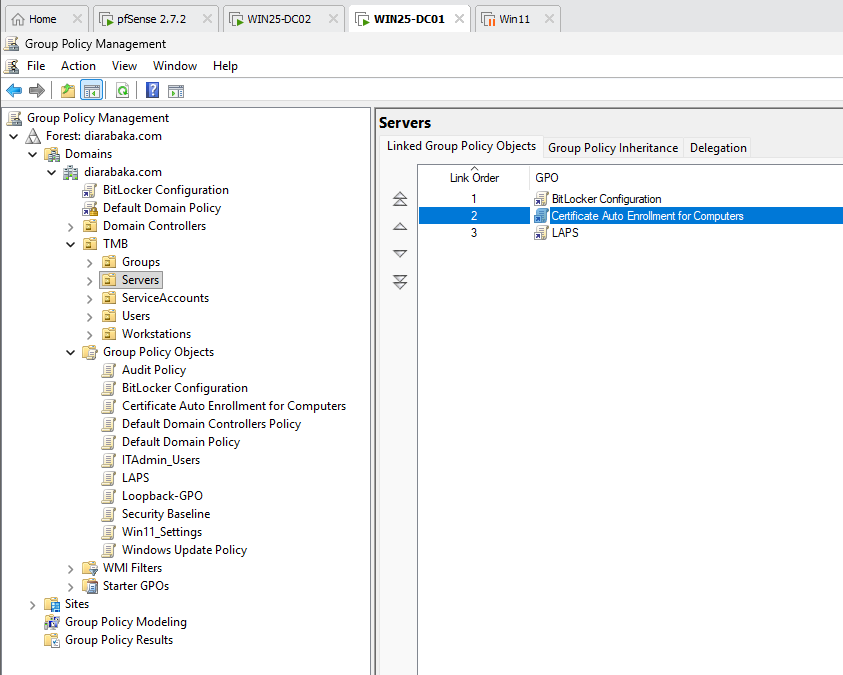 Home
pfSense 2.7.2
WIN25-DC02
WIN25-DC01
Win11
Group Policy Management
File Action View Window Help
Group Policy Management
Forest: diarabaka.com
Domains
diarabaka.com
BitLocker Configuration
Default Domain Policy
Domain Controllers
TMB
Groups
Servers
ServiceAccounts
Users
Workstations
Group Policy Objects
Audit Policy
BitLocker Configuration
Certificate Auto Enrollment for Computers
Default Domain Controllers Policy
Default Domain Policy
ITAdmin_Users
LAPS
Loopback-GPO
Security Baseline
Win11_Settings
Windows Update Policy
WMI Filters
Starter GPOs
Sites
Group Policy Modeling
Group Policy Results
Servers
Linked Group Policy Objects Group Policy Inheritance Delegation
Link Order GPO
1 BitLocker Configuration
2 Certificate Auto Enrollment for Computers
3 LAPS